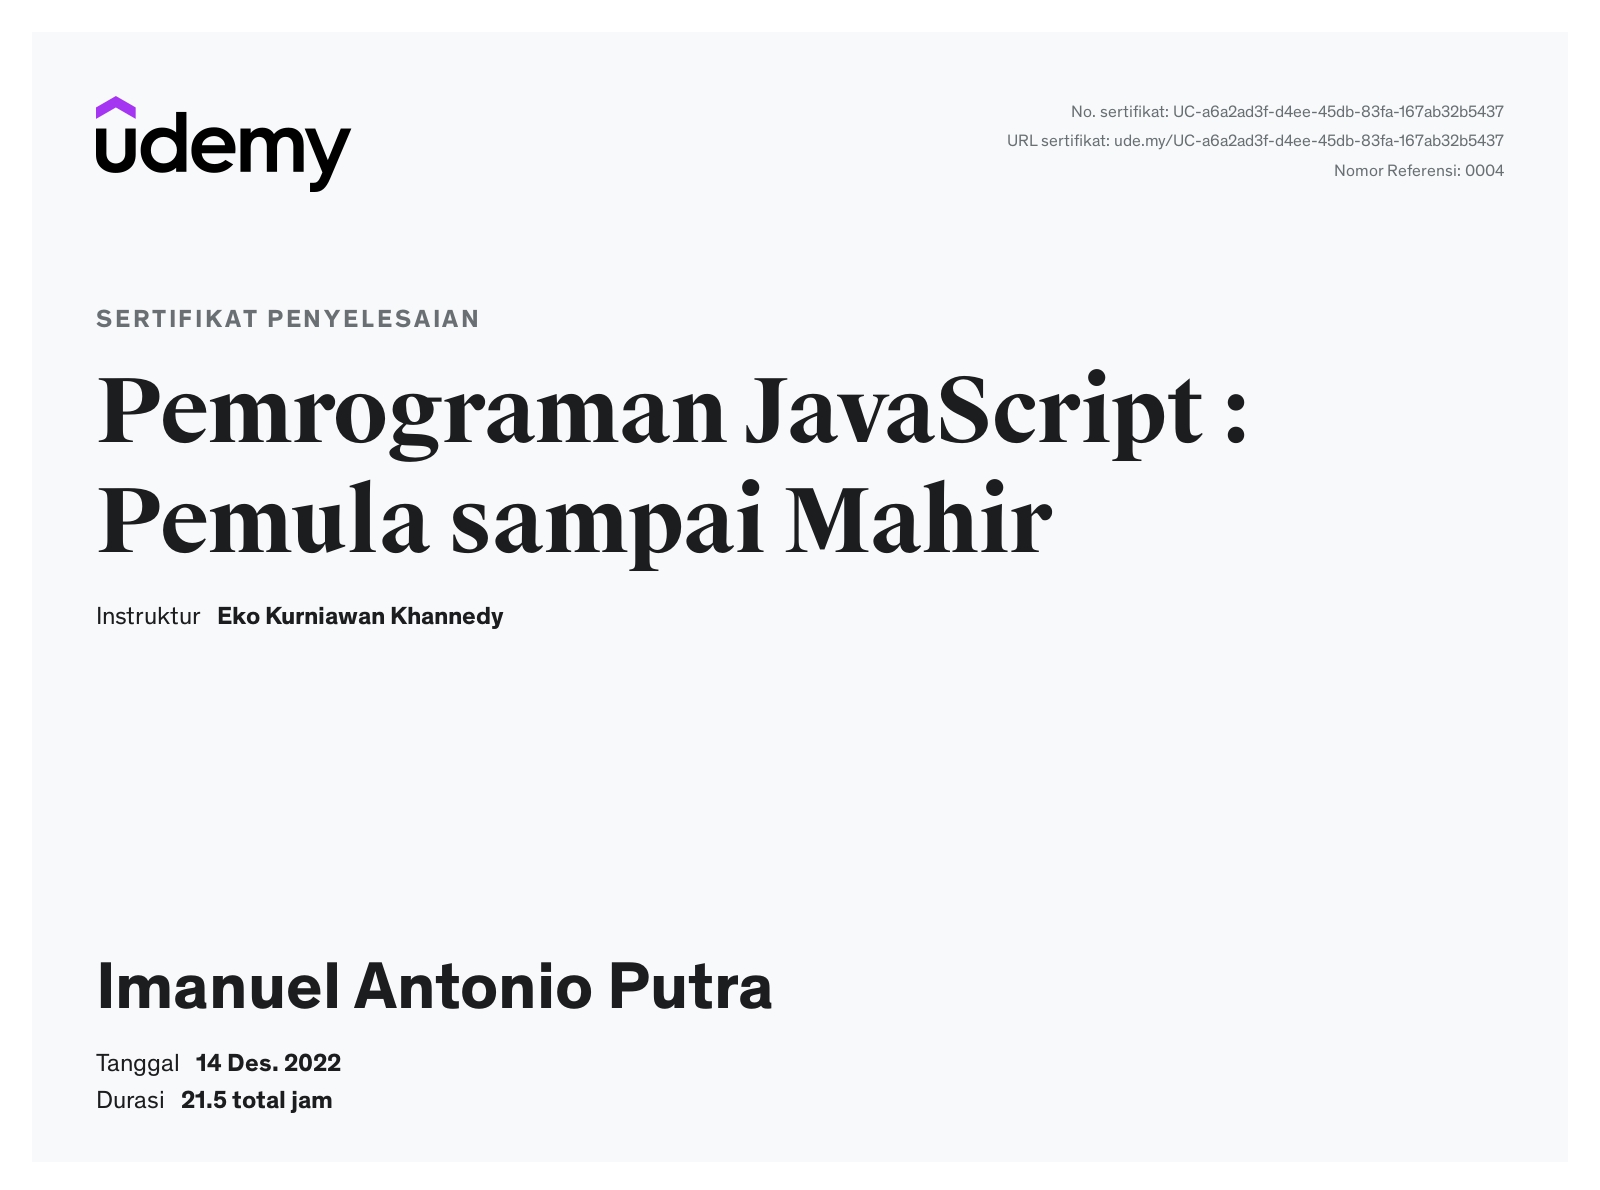 udemy
No. sertifikat: UC-a6a2ad3f-d4ee-45db-83fa-167ab32b5437
URL sertifikat: ude.my/UC-a6a2ad3f-d4ee-45db-83fa-167ab32b5437
Nomor Referensi: 0004
SERTIFIKAT PENYELESAIAN
Pemrograman JavaScript :
Pemula sampai Mahir
Instruktur Eko Kurniawan Khannedy
Imanuel Antonio Putra
Tanggal 14 Des. 2022
Durasi 21.5 total jam